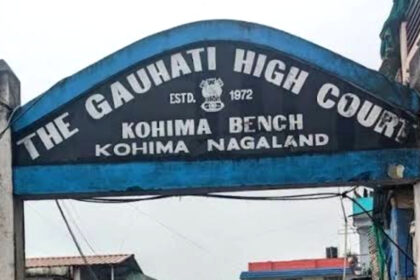 THE GAUHATI HIGH COURT
ESTD. 1972
KOHIMA BENCH
KOHIMA NAGALAND